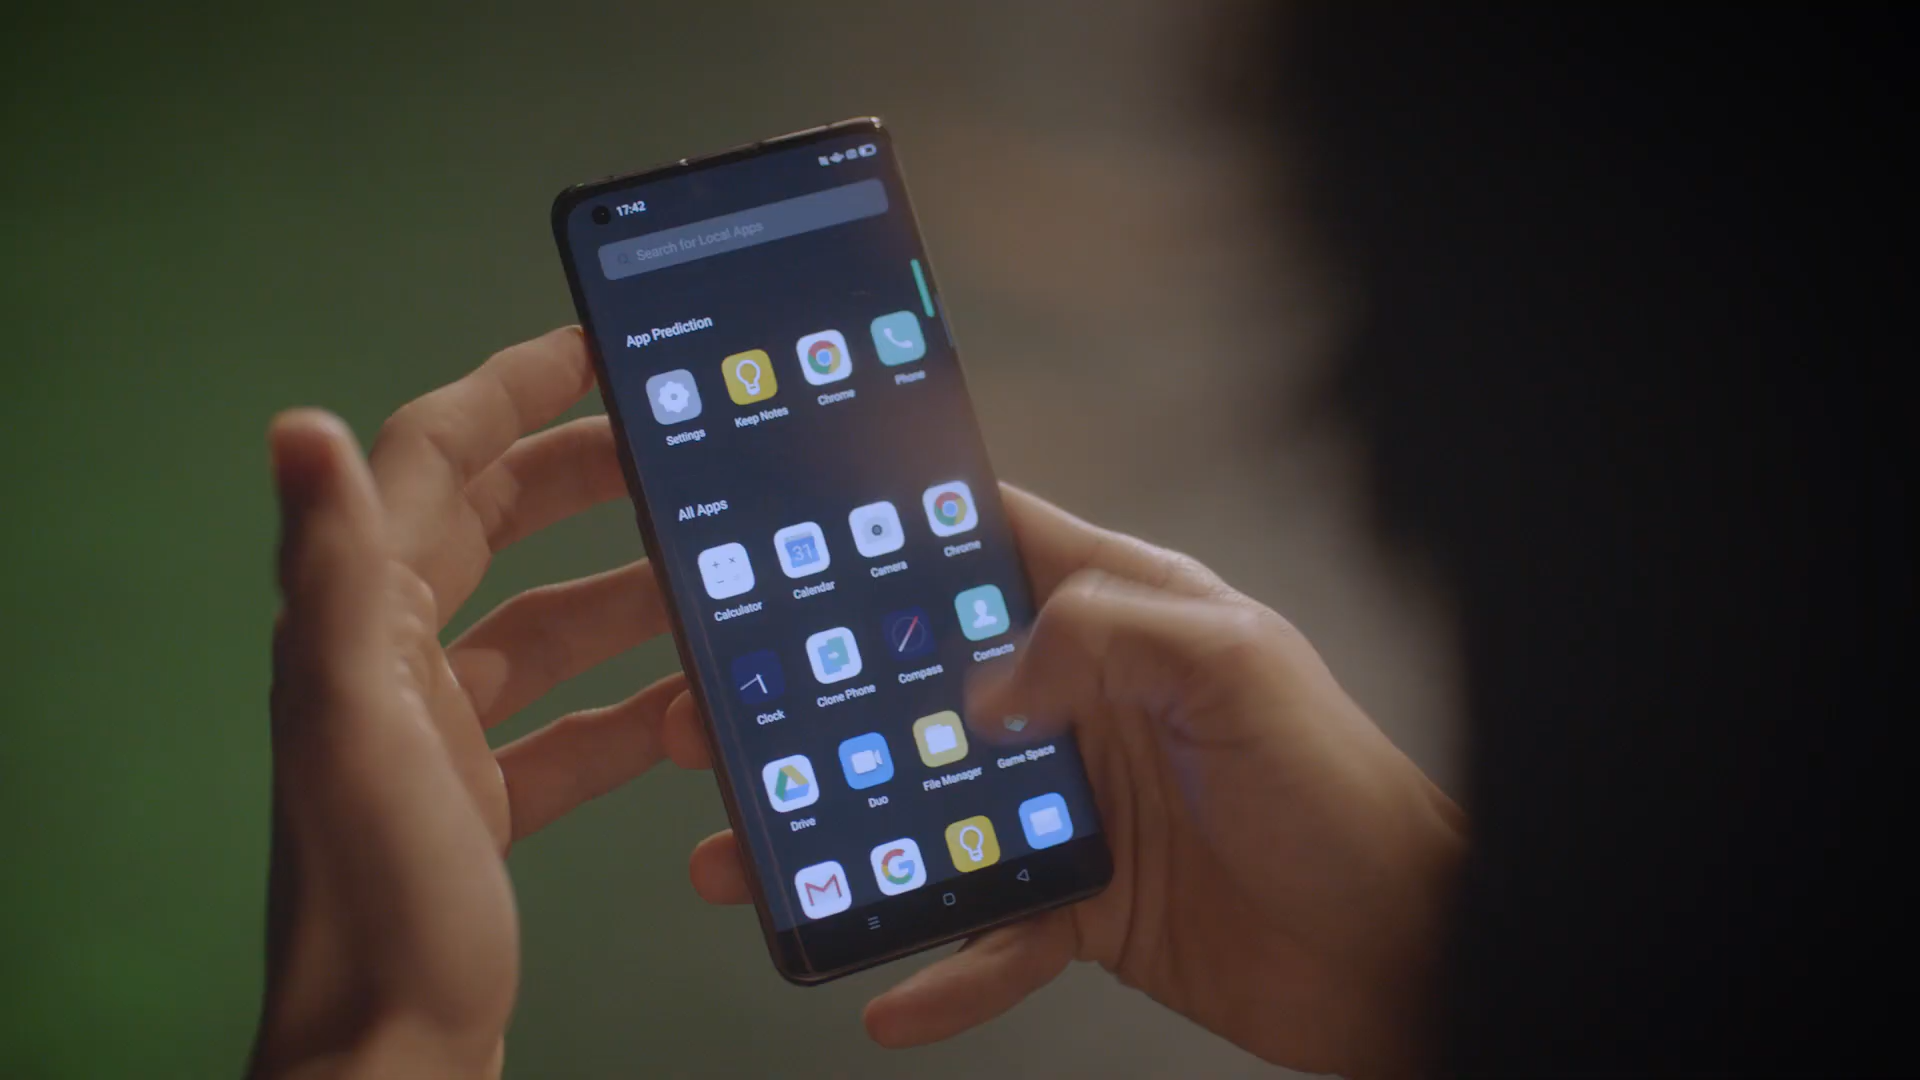 17:42
Search for Local Apps
App Prediction
Settings
Keep Notes
Chrome
Phone
All Apps
Calculator
31
Calendar
Camera
Chrome
Clock
Clone Phone
Compass
Contacts
Drive
Duo
File Manager
Game Space